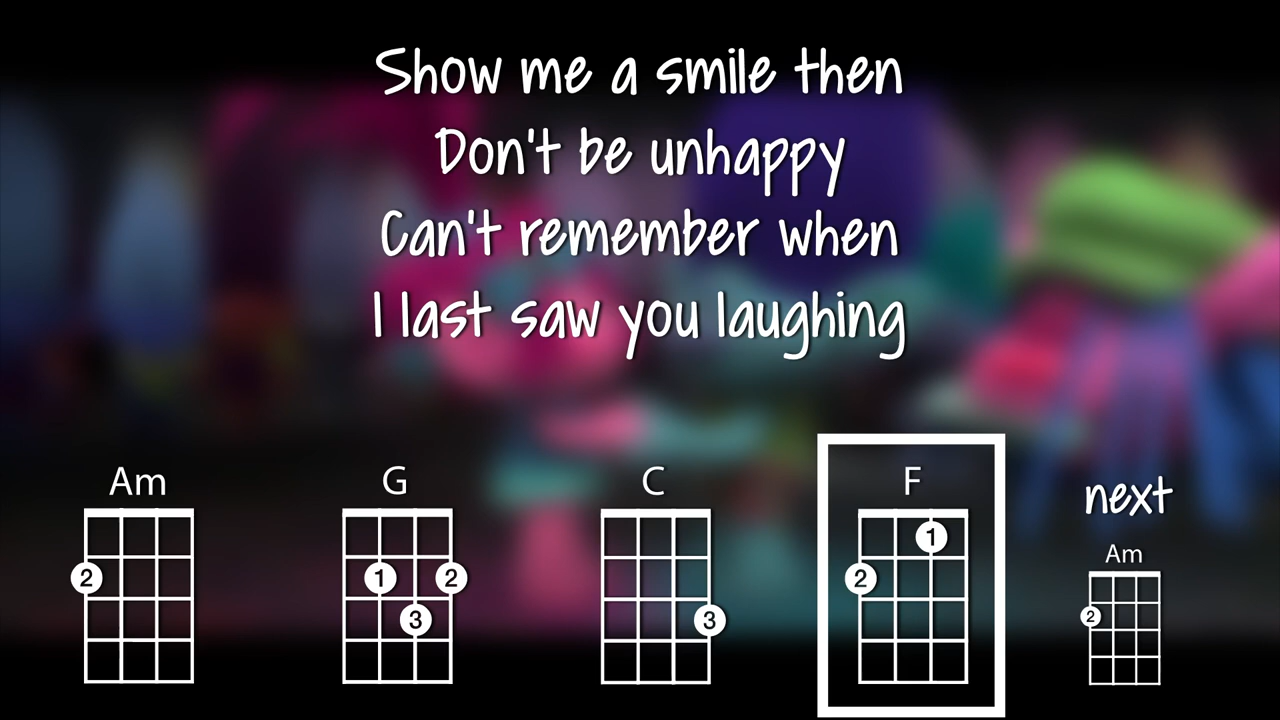 Show me a smile then
Don't be unhappy
Can't remember when
I last saw you laughing
Am G C F next
2 1 2 3 3 1 2 Am
2